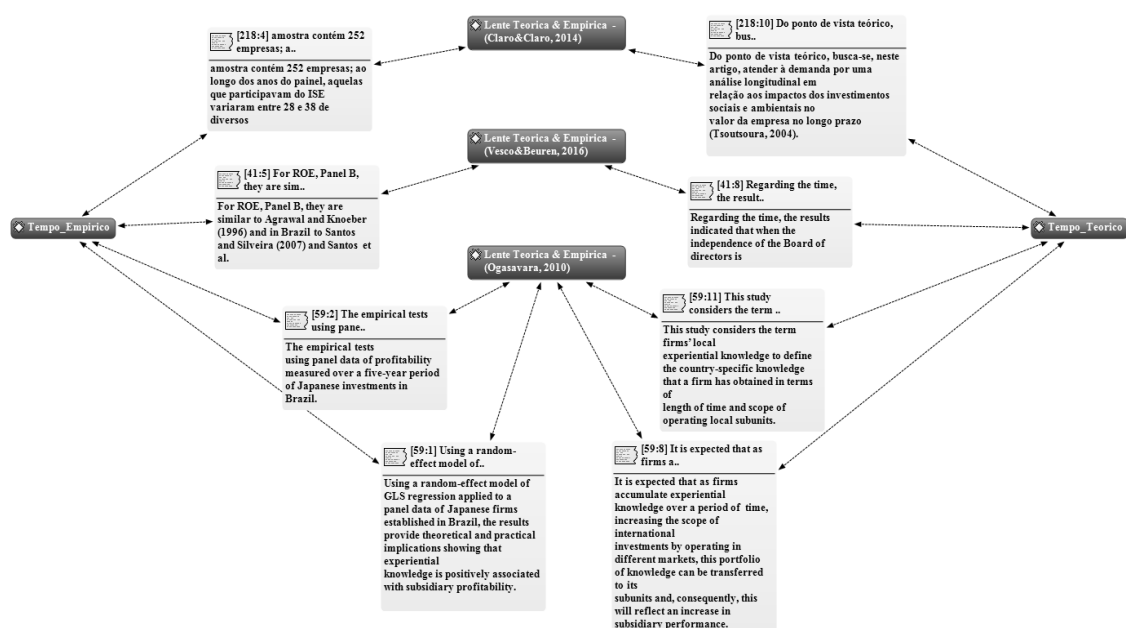 [218:4] amostra contém 252
empresas; a..
amostra contém 252 empresas; ao
longo dos anos do painel, aquelas
que participavam do ISE
variaram entre 28 e 38 de
diversos
Lente Teorica & Empirica -
(Claro&Claro, 2014)
[218:10] Do ponto de vista teórico,
bus..
Do ponto de vista teórico, busca-se, neste
artigo, atender à demanda por uma
análise longitudinal em
relação aos impactos dos investimentos
sociais e ambientais no
valor da empresa no longo prazo
(Tsoutsoura, 2004).
Lente Teorica & Empirica -
(Vesco&Beuren, 2016)
[41:5] For ROE, Panel B,
they are sim..
For ROE, Panel B, they are
similar to Agrawal and Knoeber
(1996) and in Brazil to Santos
and Silveira (2007) and Santos et
al.
[41:8] Regarding the time,
the result..
Regarding the time, the results
indicated that when the
independence of the Board of
directors is
Tempo_Empirico
Tempo_Teorico
Lente Teorica & Empirica -
(Ogasavara, 2010)
[59:2] The empirical tests
using pane..
The empirical tests
using panel data of profitability
measured over a five-year period
of Japanese investments in
Brazil.
[59:11] This study
considers the term ..
This study considers the term
firms' local
experiential knowledge to define
the country-specific knowledge
that a firm has obtained in terms
of
length of time and scope of
operating local subunits.
[59:1] Using a random-
effect model of..
Using a random-effect model of
GLS regression applied to a
panel data of Japanese firms
established in Brazil, the results
provide theoretical and practical
implications showing that
experiential
knowledge is positively associated
with subsidiary profitability.
[59:8] It is expected that as
firms a..
It is expected that as firms
accumulate experiential
knowledge over a period of time,
increasing the scope of
international
investments by operating in
different markets, this portfolio
of knowledge can be transferred
to its
subunits and, consequently, this
will reflect an increase in
subsidiary performance.